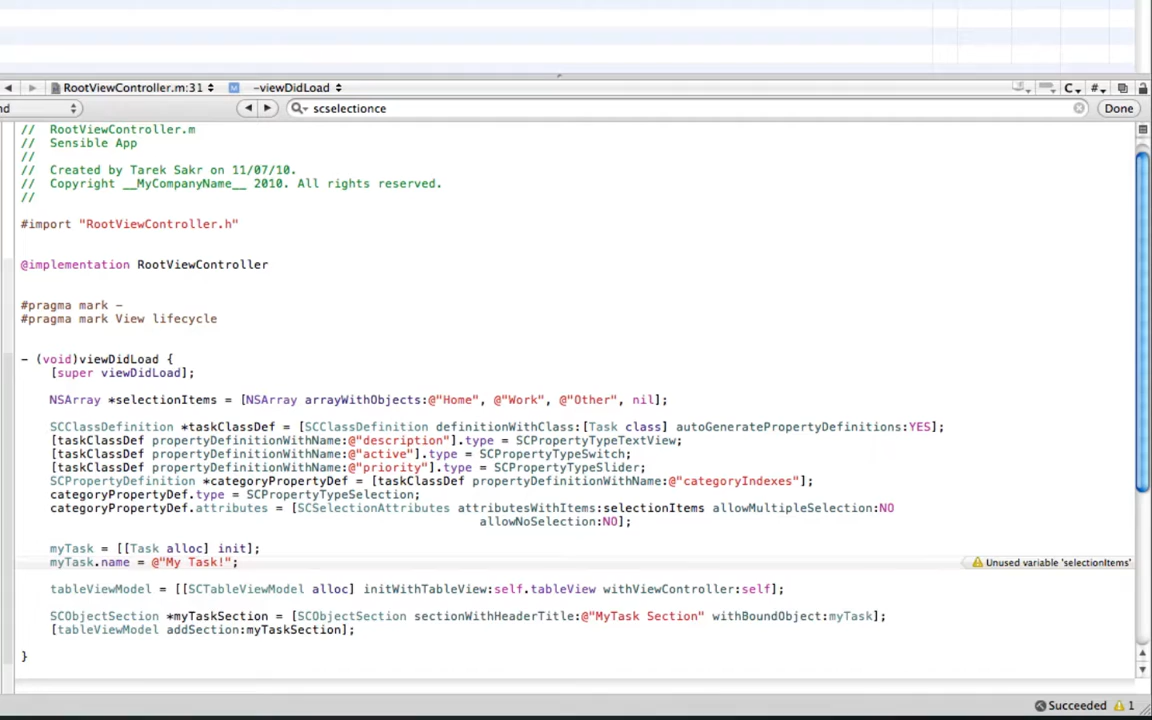 RootViewController.m:31 M -viewDidLoad C #
nd scselectionce Done
// RootViewController.m
// Sensible App
//
// Created by Tarek Sakr on 11/07/10.
// Copyright __MyCompanyName__ 2010. All rights reserved.
//
#import "RootViewController.h"
@implementation RootViewController
#pragma mark -
#pragma mark View lifecycle
- (void)viewDidLoad {
[super viewDidLoad];
NSArray *selectionItems = [NSArray arrayWithObjects:@"Home", @"Work", @"Other", nil];
SCClassDefinition *taskClassDef = [SCClassDefinition definitionWithClass:[Task class] autoGeneratePropertyDefinitions:YES];
[taskClassDef propertyDefinitionWithName:@"description"].type = SCPropertyTypeTextView;
[taskClassDef propertyDefinitionWithName:@"active"].type = SCPropertyTypeSwitch;
[taskClassDef propertyDefinitionWithName:@"priority"].type = SCPropertyTypeSlider;
SCPropertyDefinition *categoryPropertyDef = [taskClassDef propertyDefinitionWithName:@"categoryIndexes"];
categoryPropertyDef.type = SCPropertyTypeSelection;
categoryPropertyDef.attributes = [SCSelectionAttributes attributesWithItems:selectionItems allowMultipleSelection:NO
allowNoSelection:NO];
myTask = [[Task alloc] init];
myTask.name = @"My Task!"; Unused variable 'selectionItems'
tableViewModel = [[SCTableViewModel alloc] initWithTableView:self.tableView withViewController:self];
SCObjectSection *myTaskSection = [SCObjectSection sectionWithHeaderTitle:@"MyTask Section" withBoundObject:myTask];
[tableViewModel addSection:myTaskSection];
}
Succeeded 1